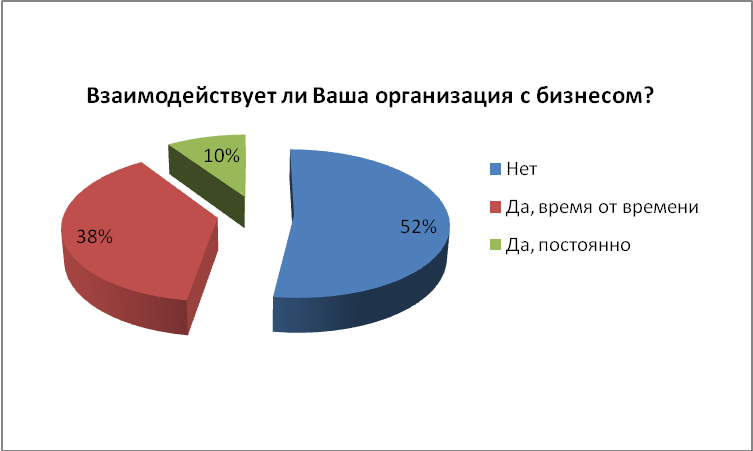 Взаимодействует ли Ваша организация с бизнесом?
10%
Нет
Да, время от времени
52%
38%
Да, постоянно